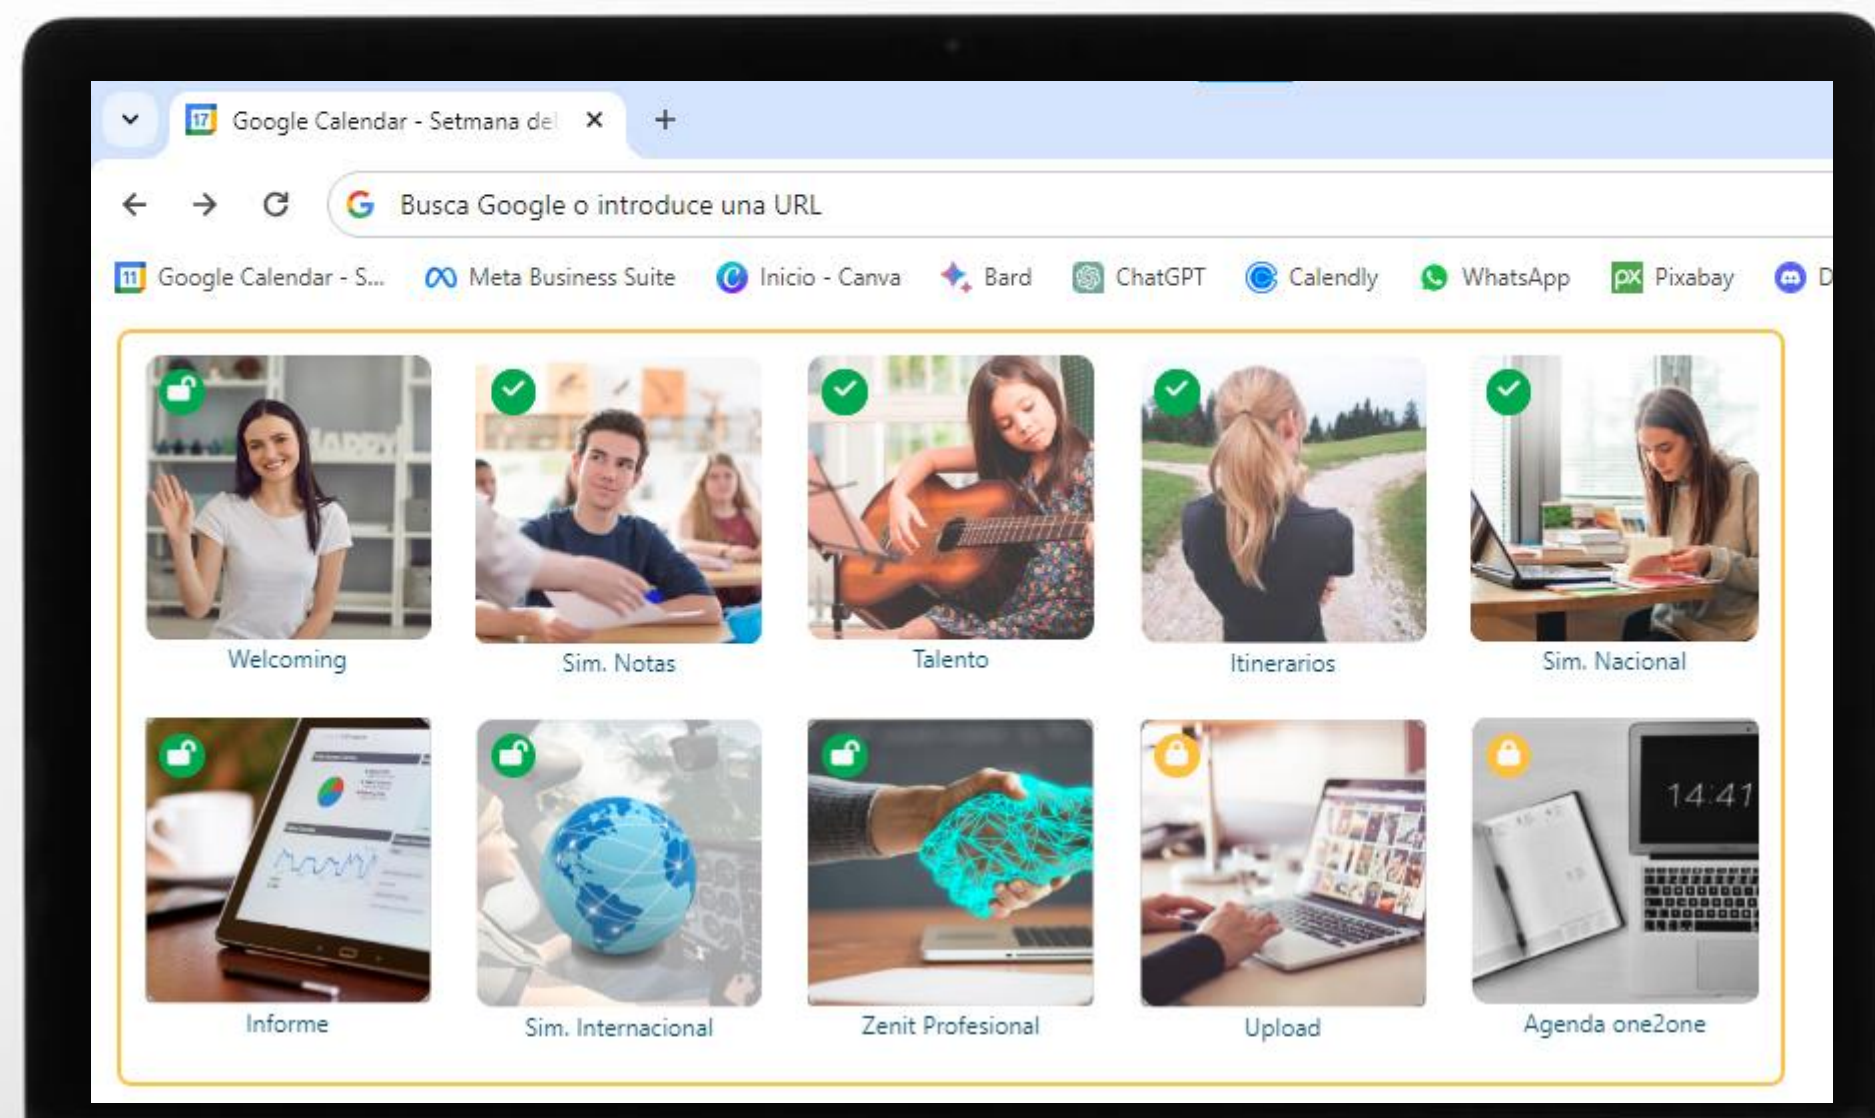 Google Calendar - Setmana del
Busca Google o introduce una URL
Google Calendar - S...
Meta Business Suite
Inicio - Canva
Bard
ChatGPT
Calendly
WhatsApp
Pixabay
D
Welcoming
Sim. Notas
Talento
Itinerarios
Sim. Nacional
14:41
Informe
Sim. Internacional
Zenit Profesional
Upload
Agenda one2one